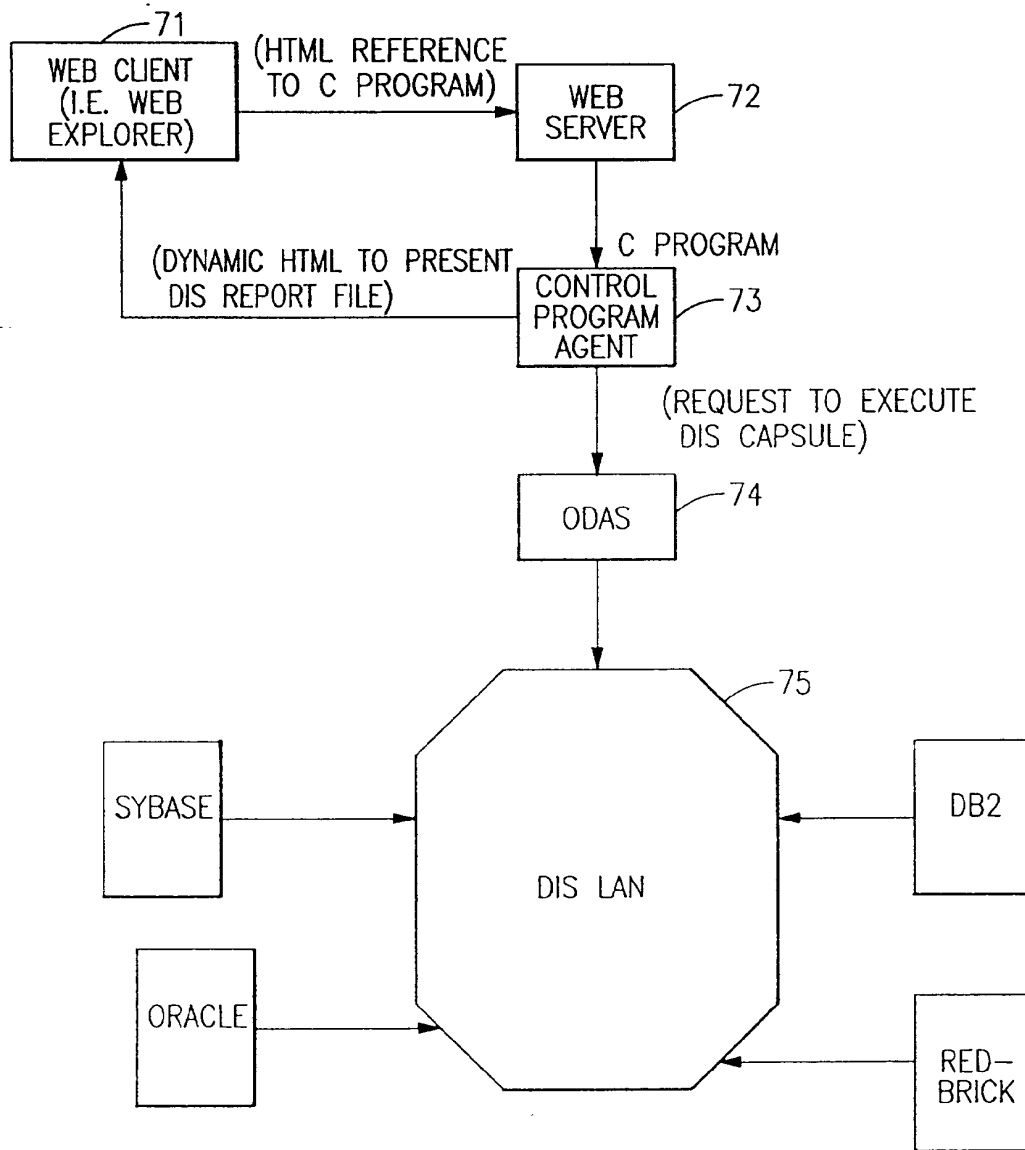 71
WEB CLIENT
(I.E. WEB
EXPLORER)
(HTML REFERENCE
TO C PROGRAM)
WEB
SERVER
72
(DYNAMIC HTML TO PRESENT
DIS REPORT FILE)
C PROGRAM
CONTROL
PROGRAM
AGENT
73
(REQUEST TO EXECUTE
DIS CAPSULE)
ODAS
74
75
SYBASE
DB2
DIS LAN
ORACLE
RED-
BRICK